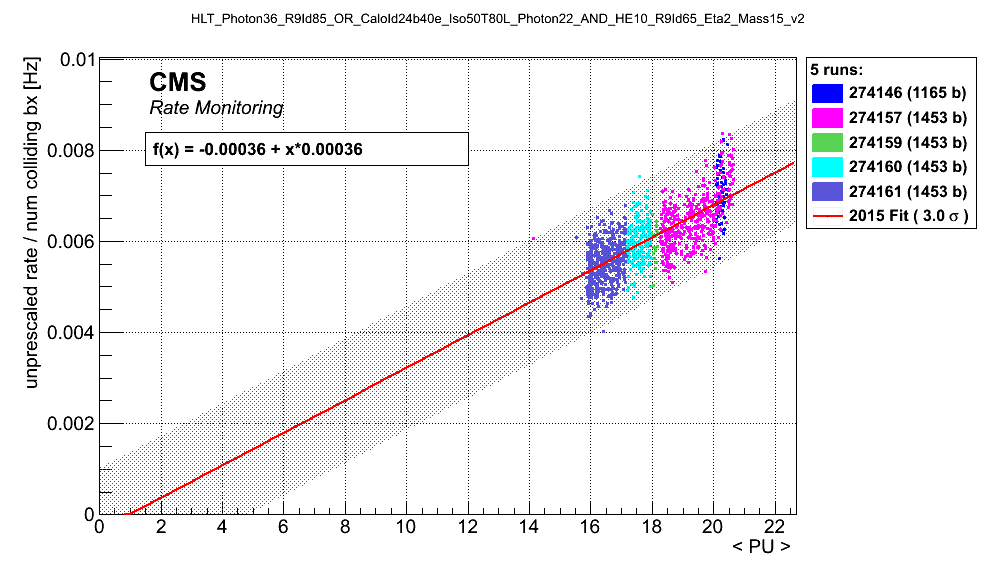 HLT_Photon36_R9Id85_OR_CaloId24b40e_Iso50T80L_Photon22_AND_HE10_R9Id65_Eta2_Mass15_v2
unprescaled rate / num colliding bx [Hz]
0.01
0.008
0.006
0.004
0.002
0
CMS
Rate Monitoring
f(x) = -0.00036 + x*0.00036
0 2 4 6 8 10 12 14 16 18 20 22
< PU >
5 runs:
274146 (1165 b)
274157 (1453 b)
274159 (1453 b)
274160 (1453 b)
274161 (1453 b)
2015 Fit ( 3.0 σ )